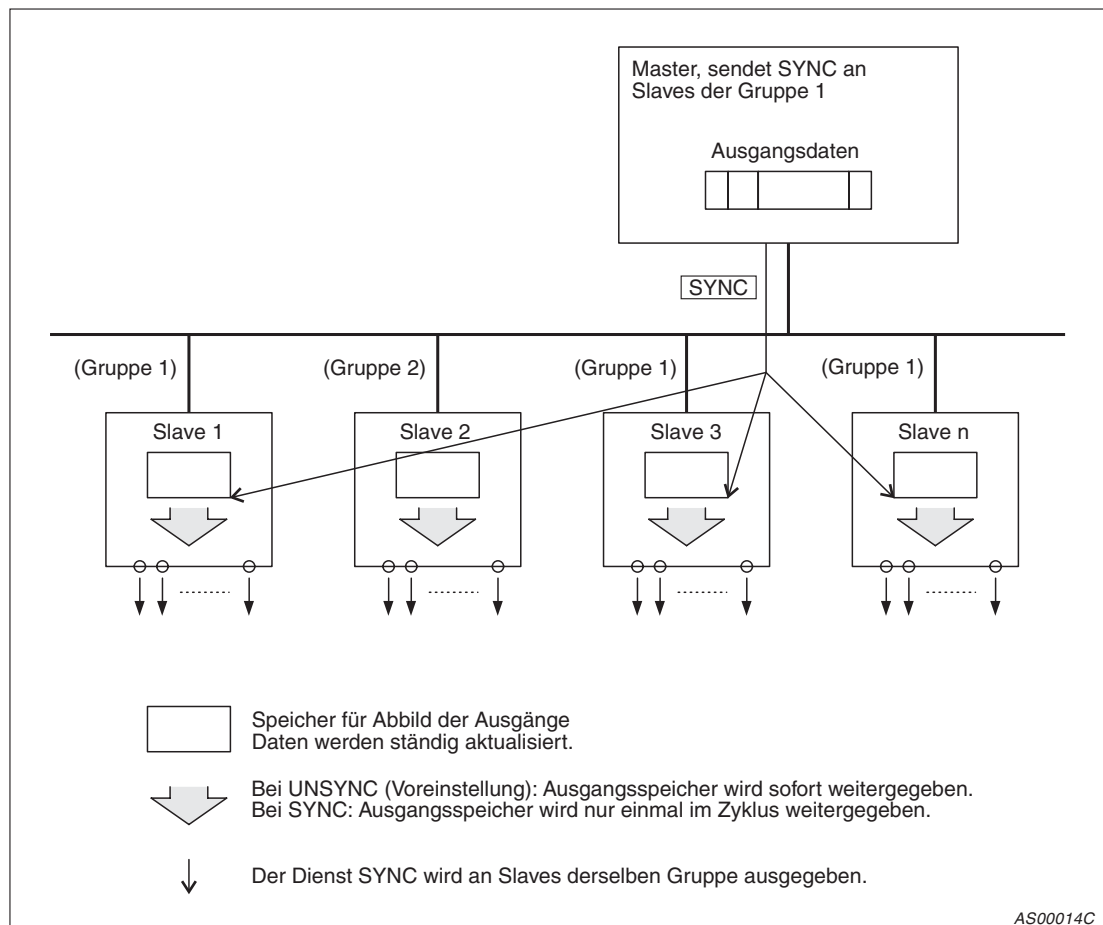 Master, sendet SYNC an
Slaves der Gruppe 1
Ausgangsdaten
SYNC
(Gruppe 1)
(Gruppe 2)
(Gruppe 1)
(Gruppe 1)
Slave 1
Slave 2
Slave 3
Slave n
Speicher für Abbild der Ausgänge
Daten werden ständig aktualisiert.
Bei UNSYNC (Voreinstellung): Ausgangsspeicher wird sofort weitergegeben.
Bei SYNC: Ausgangsspeicher wird nur einmal im Zyklus weitergegeben.
Der Dienst SYNC wird an Slaves derselben Gruppe ausgegeben.
AS00014C